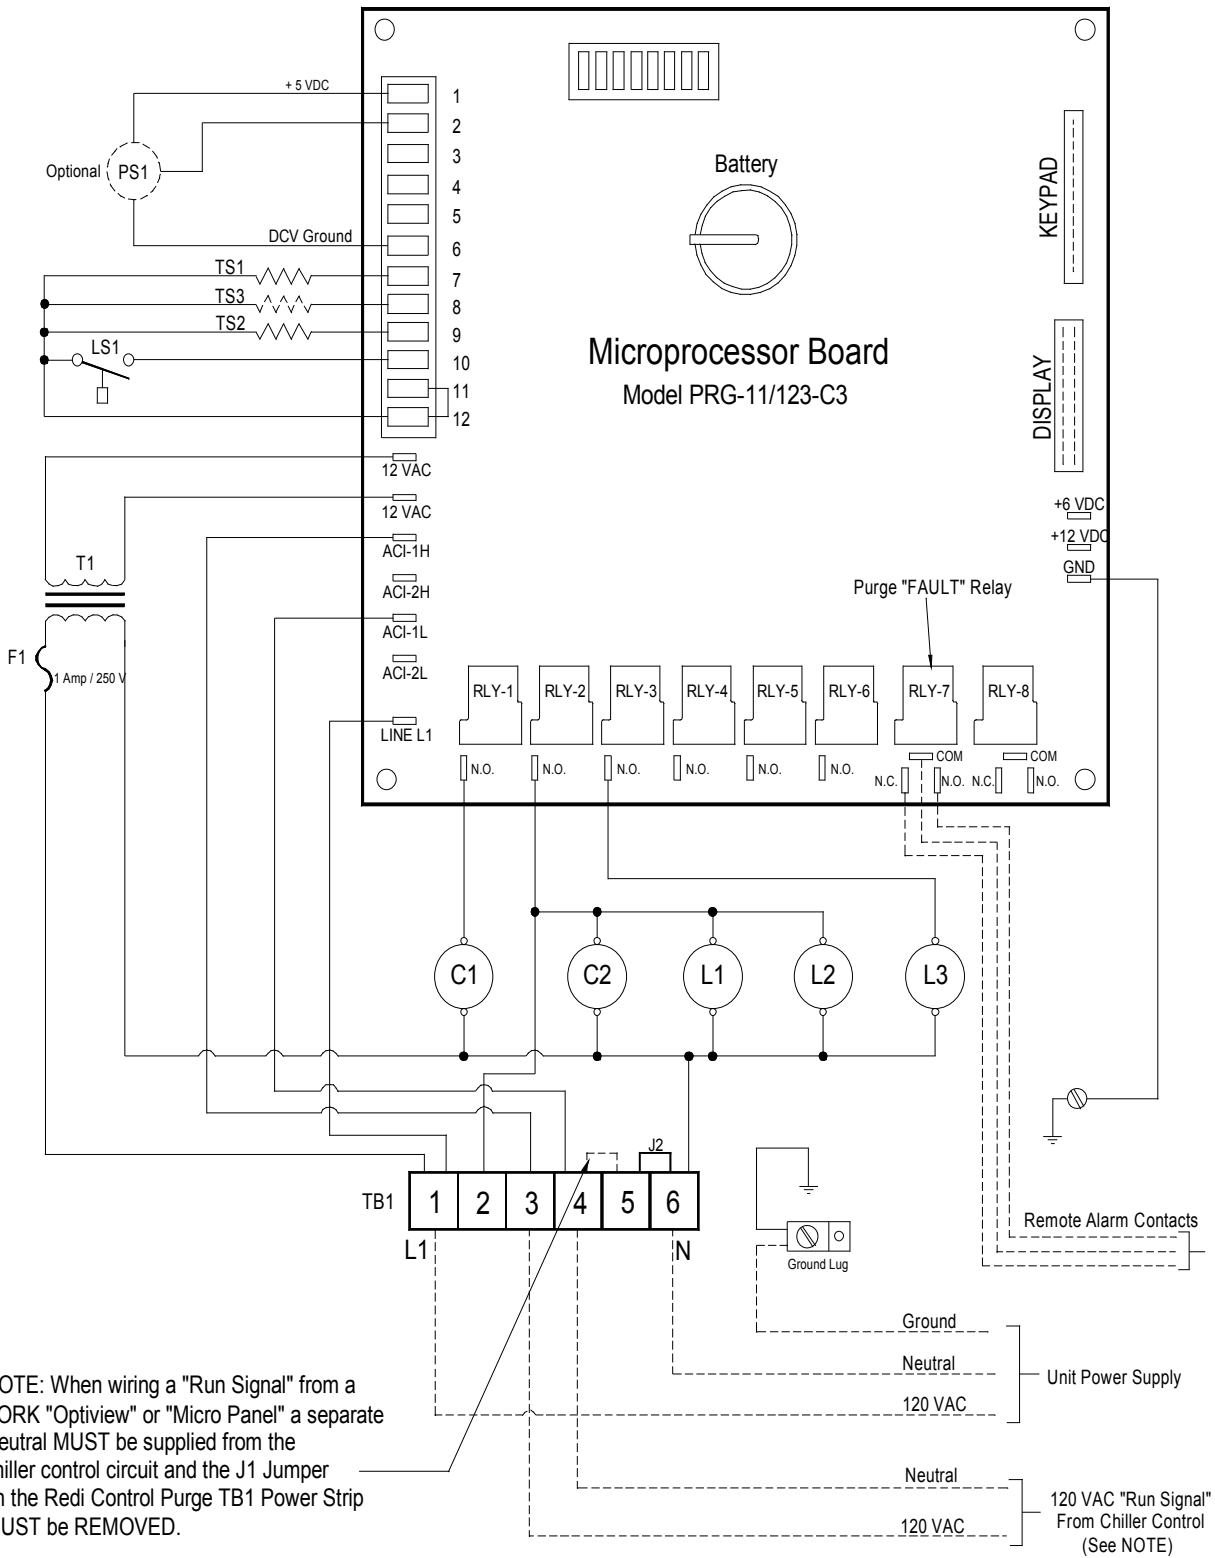 + 5 VDC
1
2
3
4
5
6
7
8
9
10
11
12
Optional
PS1
DCV Ground
TS1
TS3
TS2
LS1
Battery
KEYPAD
Microprocessor Board
Model PRG-11/123-C3
DISPLAY
12 VAC
12 VAC
ACI-1H
ACI-2H
ACI-1L
ACI-2L
LINE L1
+6 VDC
+12 VDC
GND
T1
F1
1 Amp / 250 V
Purge "FAULT" Relay
RLY-1
RLY-2
RLY-3
RLY-4
RLY-5
RLY-6
RLY-7
RLY-8
N.O.
N.O.
N.O.
N.O.
N.O.
N.O.
COM
N.C.
N.O.
COM
N.C.
N.O.
C1
C2
L1
L2
L3
J2
TB1
1
2
3
4
5
6
L1
N
Ground Lug
Remote Alarm Contacts
Ground
Neutral
120 VAC
Unit Power Supply
Neutral
120 VAC
120 VAC "Run Signal"
From Chiller Control
(See NOTE)
OTE: When wiring a "Run Signal" from a
ORK "Optiview" or "Micro Panel" a separate
eutral MUST be supplied from the
hiller control circuit and the J1 Jumper
n the Redi Control Purge TB1 Power Strip
UST be REMOVED.